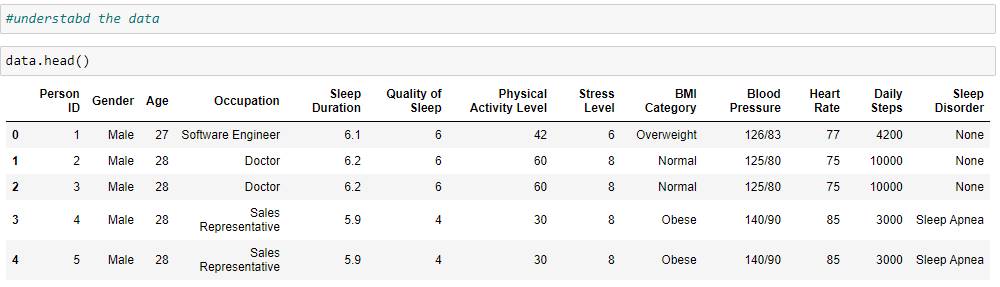 #understabd the data
data.head()
Person ID Gender Age Occupation Sleep Duration Quality of Sleep Physical Activity Level Stress Level BMI Category Blood Pressure Heart Rate Daily Steps Sleep Disorder
0 1 Male 27 Software Engineer 6.1 6 42 6 Overweight 126/83 77 4200 None
1 2 Male 28 Doctor 6.2 6 60 8 Normal 125/80 75 10000 None
2 3 Male 28 Doctor 6.2 6 60 8 Normal 125/80 75 10000 None
3 4 Male 28 Sales Representative 5.9 4 30 8 Obese 140/90 85 3000 Sleep Apnea
4 5 Male 28 Sales Representative 5.9 4 30 8 Obese 140/90 85 3000 Sleep Apnea